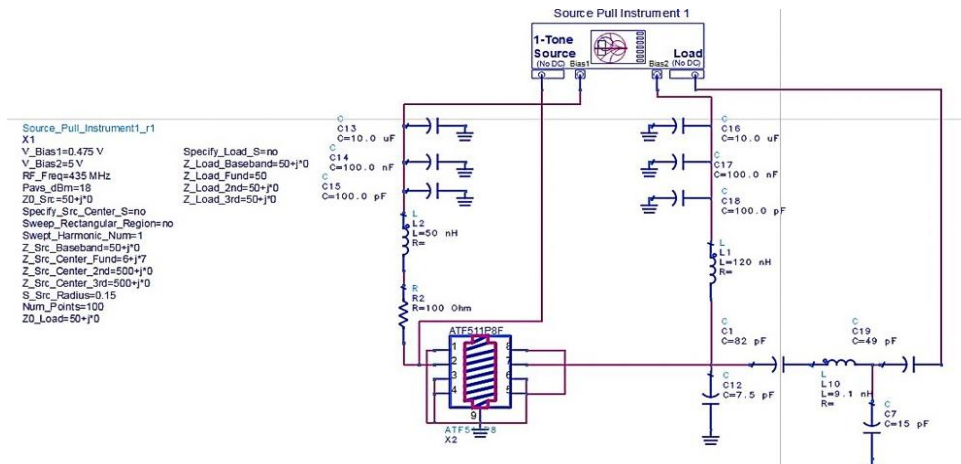 Source Pull Instrument 1
1-Tone
Source
(No DC)
Bias1
Bias2
Load
(No DC)
Source_Pull_Instrument1_r1
X1
V_Bias1=0.475 V
V_Bias2=5 V
RF_Freq=435 MHz
Pavs_dBm=18
Z0_Src=50+j*0
Specify_Src_Center_S=no
Sweep_Rectangular_Region=no
Swept_Harmonic_Num=1
Z_Src_Baseband=50+j*0
Z_Src_Center_Fund=6+j*7
Z_Src_Center_2nd=500+j*0
Z_Src_Center_3rd=500+j*0
S_Src_Radius=0.15
Num_Points=100
Z0_Load=50+j*0
Specify_Load_S=no
Z_Load_Baseband=50+j*0
Z_Load_Fund=50
Z_Load_2nd=50+j*0
Z_Load_3rd=50+j*0
C
C13
C=10.0 uF
C
C14
C=100.0 nF
C
C15
C=100.0 pF
L
L2
L=50 nH
R=
R
R2
R=100 Ohm
C
C16
C=10.0 uF
C
C17
C=100.0 nF
C
C18
C=100.0 pF
L
L1
L=120 nH
R=
ATF511P8F
1
2
3
4
8
7
6
5
9
X2
C
C1
C=82 pF
C
C12
C=7.5 pF
L
L10
L=9.1 nH
R=
C
C19
C=49 pF
C
C7
C=15 pF